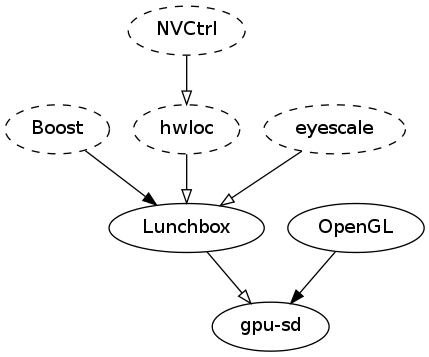 NVCtrl
Boost
hwloc
eyescale
Lunchbox
OpenGL
gpu-sd